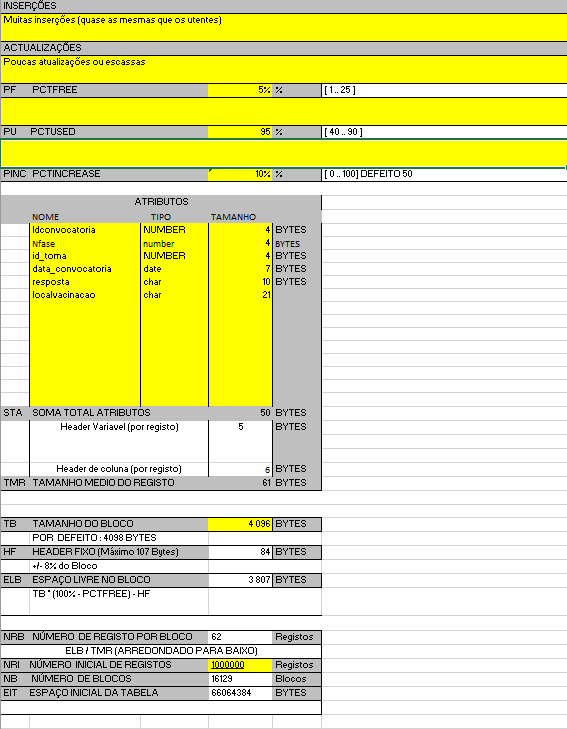 INSERÇÕES
Muitas inserções (quase as mesmas que os utentes)
ACTUALIZAÇÕES
Poucas atualizações ou escassas
PF PCTFREE 5% % [ 1 .. 25 ]
PU PCTUSED 95 % [ 40 .. 90 ]
PINC PCTINCREASE 10% % [ 0 .. 100] DEFEITO 50
ATRIBUTOS
NOME TIPO TAMANHO
Idconvocatoria NUMBER 4 BYTES
Nfase number 4 BYTES
id_toma NUMBER 4 BYTES
data_convocatoria date 7 BYTES
resposta char 10 BYTES
localvacinacao char 21
STA SOMA TOTAL ATRIBUTOS 50 BYTES
Header Variavel (por registo) 5 BYTES
Header de coluna (por registo) 6 BYTES
TMR TAMANHO MEDIO DO REGISTO 61 BYTES
TB TAMANHO DO BLOCO 4 096 BYTES
POR DEFEITO : 4098 BYTES
HF HEADER FIXO (Máximo 107 Bytes) 84 BYTES
+/- 8% do Bloco
ELB ESPAÇO LIVRE NO BLOCO 3 807 BYTES
TB * (100% - PCTFREE) - HF
NRB NÚMERO DE REGISTO POR BLOCO 62 Registos
ELB / TMR (ARREDONDADO PARA BAIXO)
NRI NÚMERO INICIAL DE REGISTOS 1000000 Registos
NB NÚMERO DE BLOCOS 16129 Blocos
EIT ESPAÇO INICIAL DA TABELA 66064384 BYTES